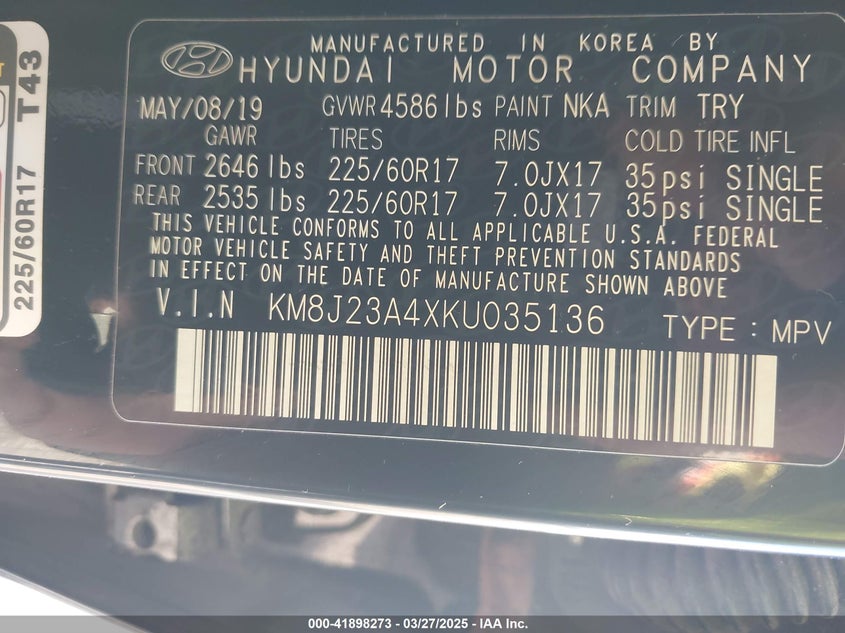 MANUFACTURED IN KOREA BY
HYUNDAI MOTOR COMPANY
MAY/08/19 GVWR 4586 lbs PAINT NKA TRIM TRY
GAWR TIRES RIMS COLD TIRE INFL
FRONT 2646 lbs 225/60R17 7.0JX17 35psi SINGLE
REAR 2535 lbs 225/60R17 7.0JX17 35psi SINGLE
THIS VEHICLE CONFORMS TO ALL APPLICABLE U.S.A. FEDERAL
MOTOR VEHICLE SAFETY AND THEFT PREVENTION STANDARDS
IN EFFECT ON THE DATE OF MANUFACTURE SHOWN ABOVE
V.I.N KM8J23A4XKU035136 TYPE : MPV
225/60R17 T43
000-41898273 - 03/27/2025 - IAA Inc.